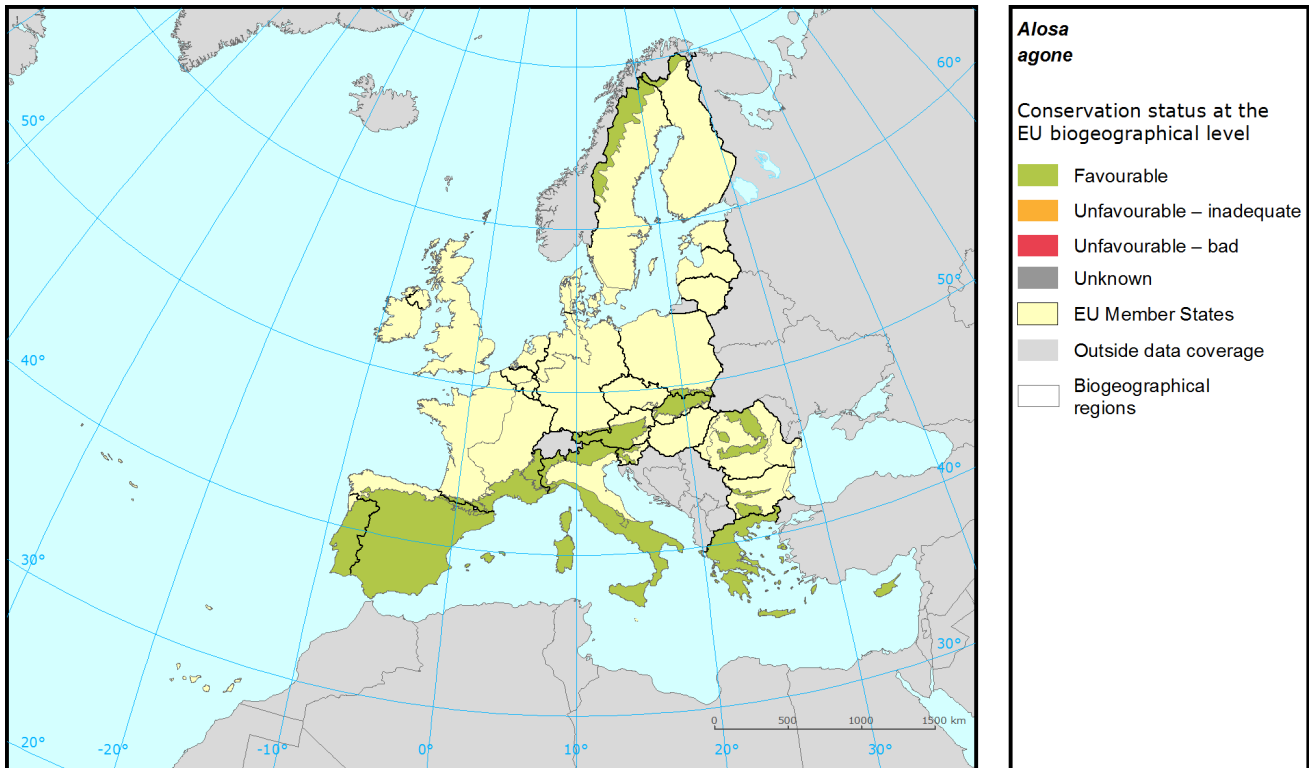 Alosa
agone
Conservation status at the
EU biogeographical level
Favourable
Unfavourable – inadequate
Unfavourable – bad
Unknown
EU Member States
Outside data coverage
Biogeographical
regions
60°
50°
50°
40°
40°
30°
30°
20°
-20°
-10°
0°
10°
20°
30°
0 500 1000 1500 km